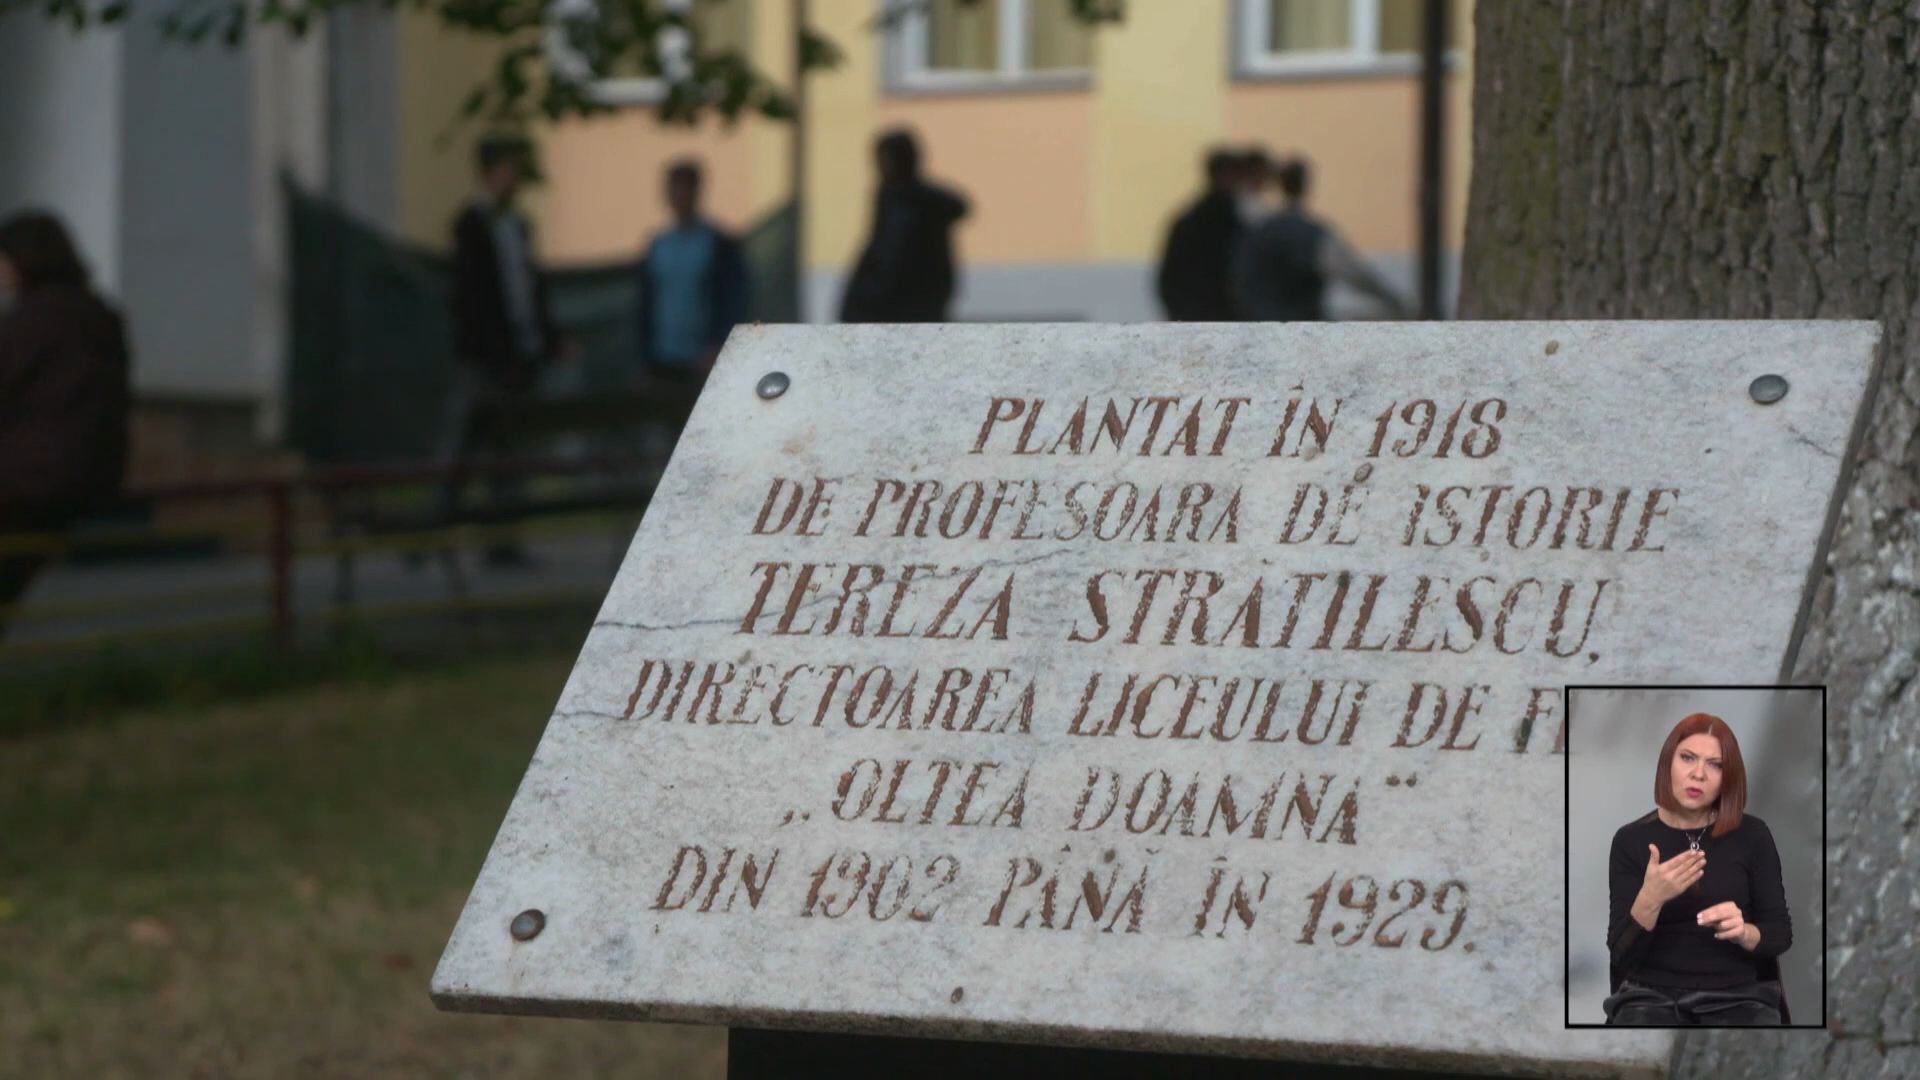 PLANTAT ÎN 1918
DE PROFESOARA DE ISTORIE
TEREZA STRATILESCU,
DIRECTOAREA LICEULUI DE
„OLTEA DOAMNA“
DIN 1902 PÂNĂ ÎN 1929.